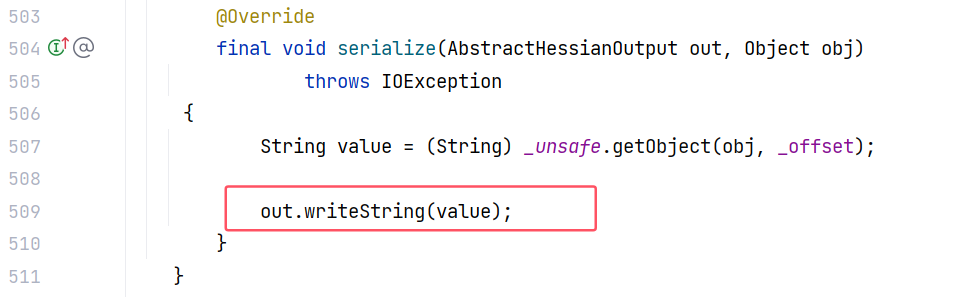 503 @Override
504 final void serialize(AbstractHessianOutput out, Object obj)
505 throws IOException
506 {
507 String value = (String) _unsafe.getObject(obj, _offset);
508
509 out.writeString(value);
510 }
511 }